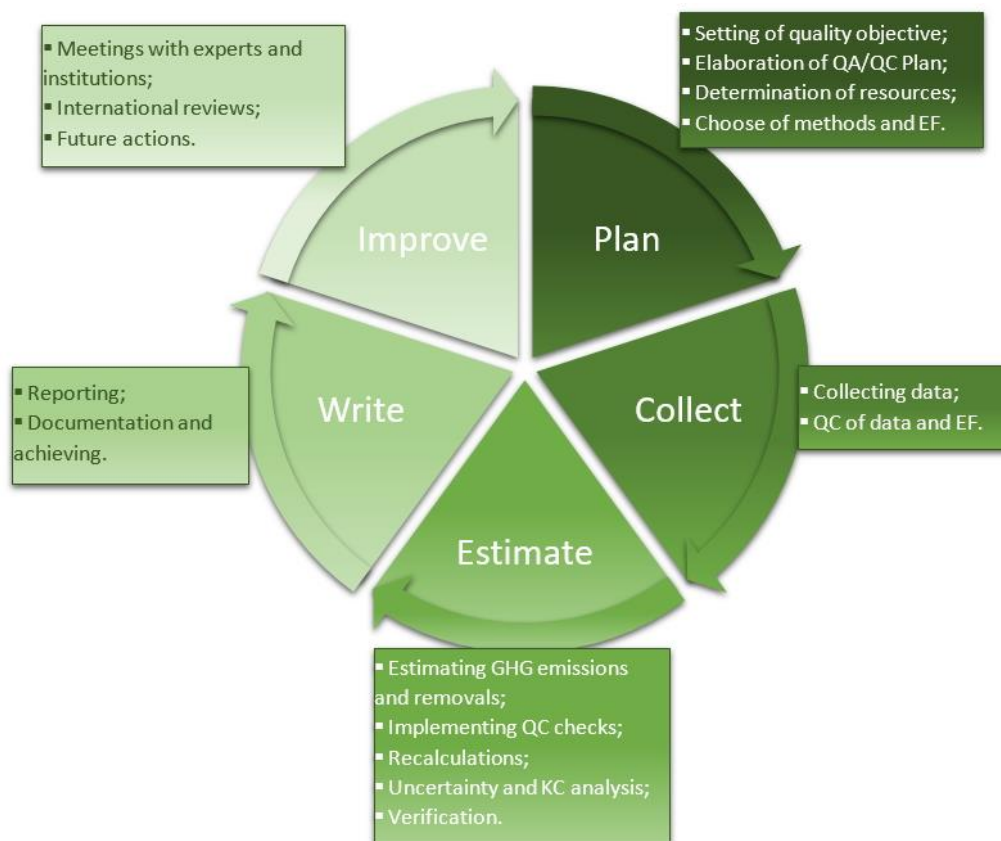 ▪ Meetings with experts and
institutions;
▪ International reviews;
▪ Future actions.
▪ Setting of quality objective;
▪ Elaboration of QA/QC Plan;
▪ Determination of resources;
▪ Choose of methods and EF.
Improve
Plan
▪ Reporting;
▪ Documentation and
achieving.
Write
Collect
▪ Collecting data;
▪ QC of data and EF.
Estimate
▪ Estimating GHG emissions
and removals;
▪ Implementing QC checks;
▪ Recalculations;
▪ Uncertainty and KC analysis;
▪ Verification.